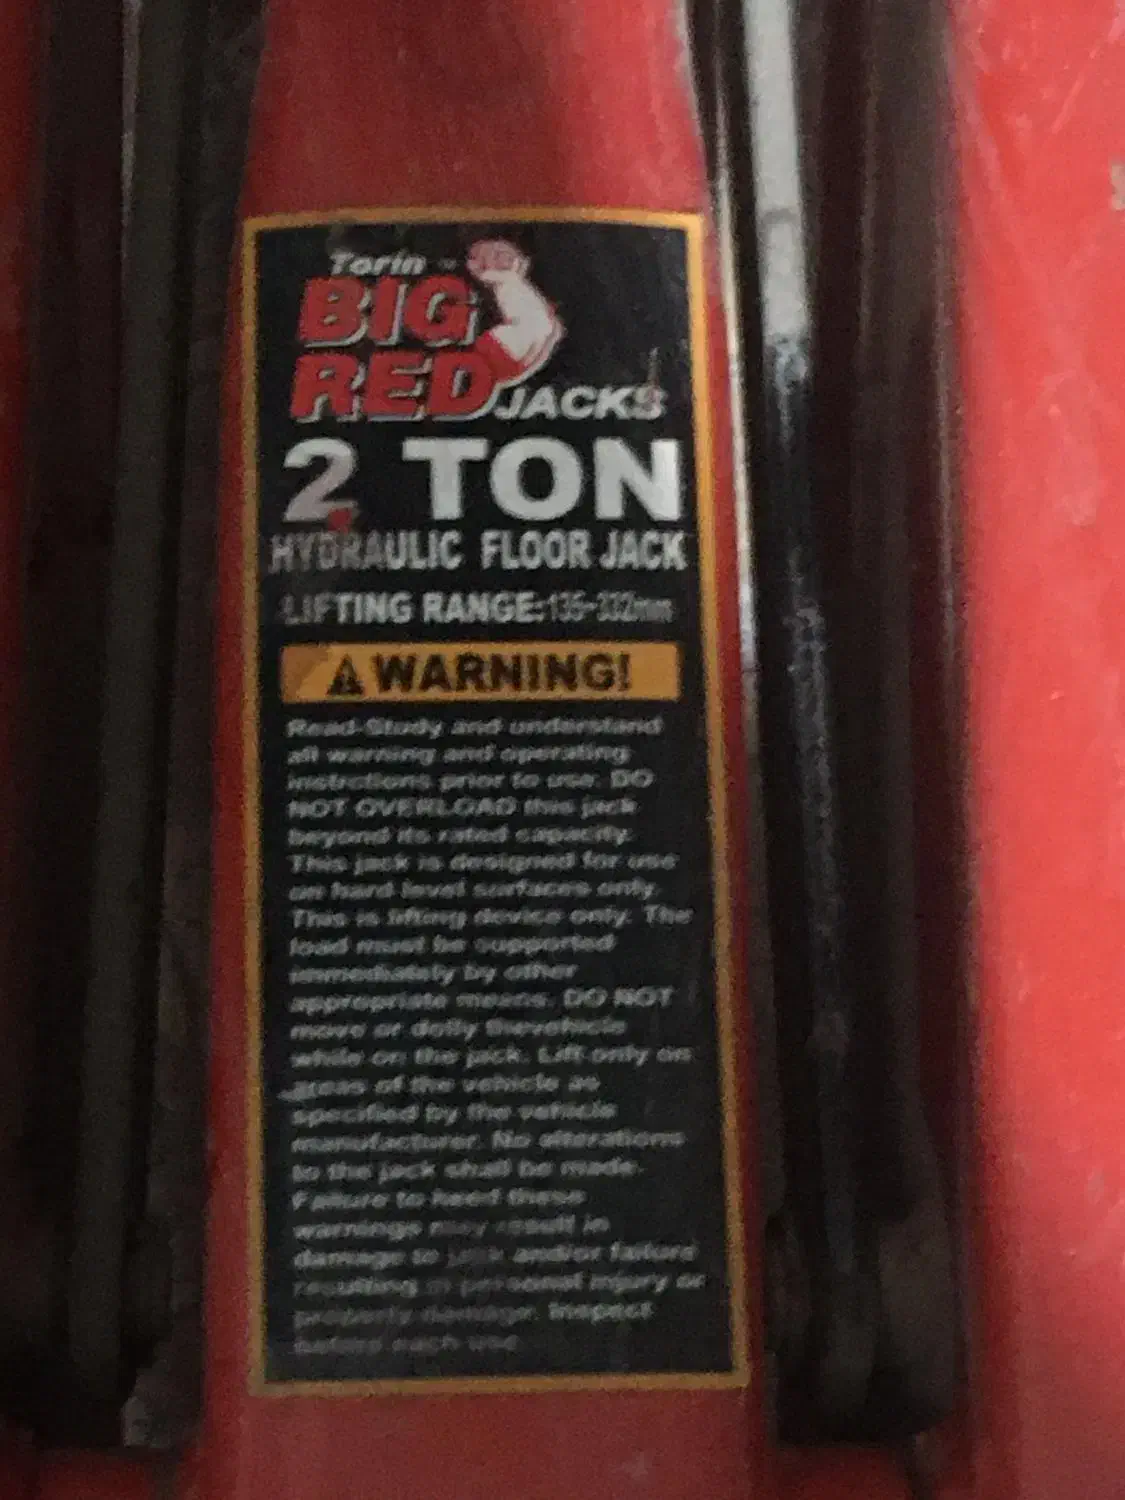 Torin
BIG
RED JACKS
2 TON
HYDRAULIC FLOOR JACK
LIFTING RANGE:135-332mm
WARNING!
Read-Study and understand
all warning and operating
instrctions prior to use. DO
NOT OVERLOAD this jack
beyond its rated capacity.
This jack is designed for use
on hard level surfaces only.
This is lifting device only. The
load must be supported
immediately by other
appropriate means. DO NOT
move or dolly thevehicle
while on the jack. Lift only on
areas of the vehicle as
specified by the vehicle
manufacturer. No alterations
to the jack shall be made.
Failure to heed these
warnings may result in
damage to jack and/or failure
resulting in personal injury or
property damage. Inspect
before each use.